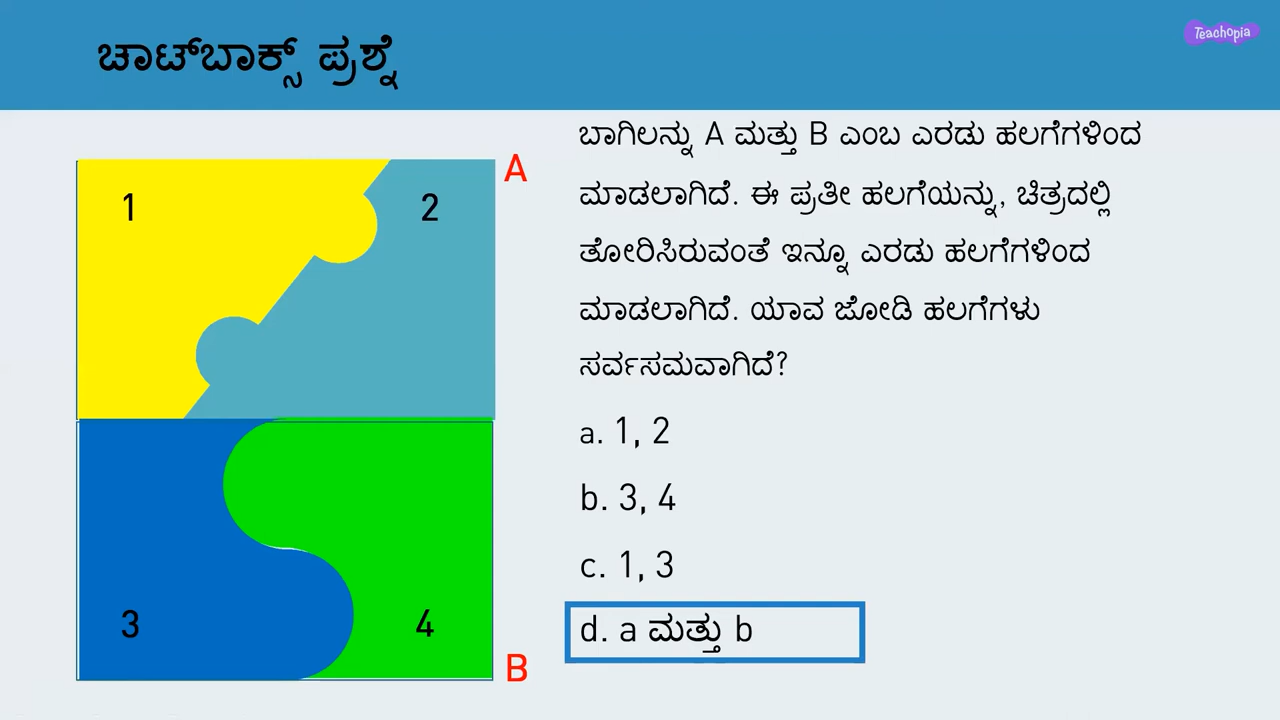 ಚಾಟ್‌ಬಾಕ್ಸ್ ಪ್ರಶ್ನೆ
Teachopia
ಬಾಗಿಲನ್ನು A ಮತ್ತು B ಎಂಬ ಎರಡು ಹಲಗೆಗಳಿಂದ
ಮಾಡಲಾಗಿದೆ. ಈ ಪ್ರತೀ ಹಲಗೆಯನ್ನು, ಚಿತ್ರದಲ್ಲಿ
ತೋರಿಸಿರುವಂತೆ ಇನ್ನೂ ಎರಡು ಹಲಗೆಗಳಿಂದ
ಮಾಡಲಾಗಿದೆ. ಯಾವ ಜೋಡಿ ಹಲಗೆಗಳು
ಸರ್ವಸಮವಾಗಿದೆ?
a. 1, 2
b. 3, 4
c. 1, 3
d. a ಮತ್ತು b
A
1
2
3
4
B